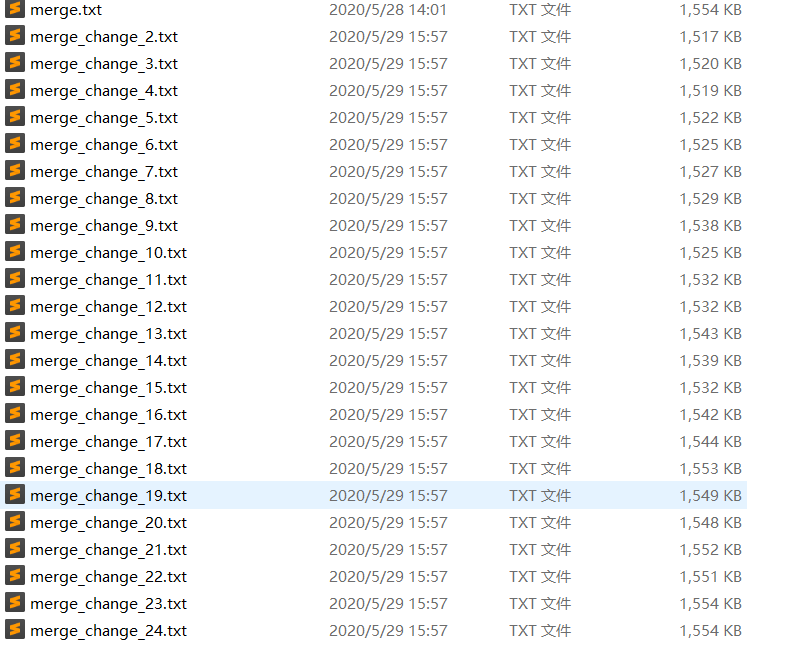 merge.txt 2020/5/28 14:01 TXT 文件 1,554 KB
merge_change_2.txt 2020/5/29 15:57 TXT 文件 1,517 KB
merge_change_3.txt 2020/5/29 15:57 TXT 文件 1,520 KB
merge_change_4.txt 2020/5/29 15:57 TXT 文件 1,519 KB
merge_change_5.txt 2020/5/29 15:57 TXT 文件 1,522 KB
merge_change_6.txt 2020/5/29 15:57 TXT 文件 1,525 KB
merge_change_7.txt 2020/5/29 15:57 TXT 文件 1,527 KB
merge_change_8.txt 2020/5/29 15:57 TXT 文件 1,529 KB
merge_change_9.txt 2020/5/29 15:57 TXT 文件 1,538 KB
merge_change_10.txt 2020/5/29 15:57 TXT 文件 1,525 KB
merge_change_11.txt 2020/5/29 15:57 TXT 文件 1,532 KB
merge_change_12.txt 2020/5/29 15:57 TXT 文件 1,532 KB
merge_change_13.txt 2020/5/29 15:57 TXT 文件 1,543 KB
merge_change_14.txt 2020/5/29 15:57 TXT 文件 1,539 KB
merge_change_15.txt 2020/5/29 15:57 TXT 文件 1,532 KB
merge_change_16.txt 2020/5/29 15:57 TXT 文件 1,542 KB
merge_change_17.txt 2020/5/29 15:57 TXT 文件 1,544 KB
merge_change_18.txt 2020/5/29 15:57 TXT 文件 1,553 KB
merge_change_19.txt 2020/5/29 15:57 TXT 文件 1,549 KB
merge_change_20.txt 2020/5/29 15:57 TXT 文件 1,548 KB
merge_change_21.txt 2020/5/29 15:57 TXT 文件 1,552 KB
merge_change_22.txt 2020/5/29 15:57 TXT 文件 1,551 KB
merge_change_23.txt 2020/5/29 15:57 TXT 文件 1,554 KB
merge_change_24.txt 2020/5/29 15:57 TXT 文件 1,554 KB